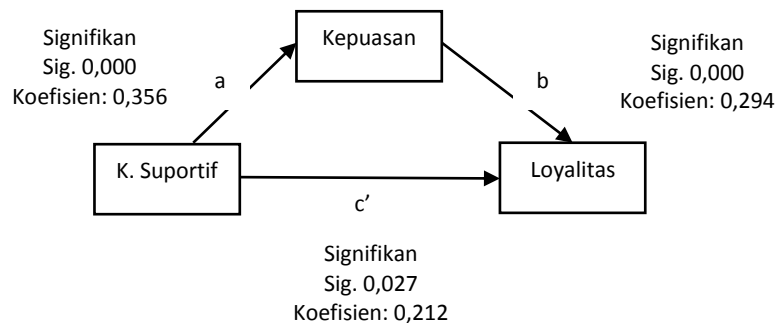 Signifikan
Sig. 0,000
Koefisien: 0,356
a
Kepuasan
b
Signifikan
Sig. 0,000
Koefisien: 0,294
K. Suportif
Loyalitas
c’
Signifikan
Sig. 0,027
Koefisien: 0,212